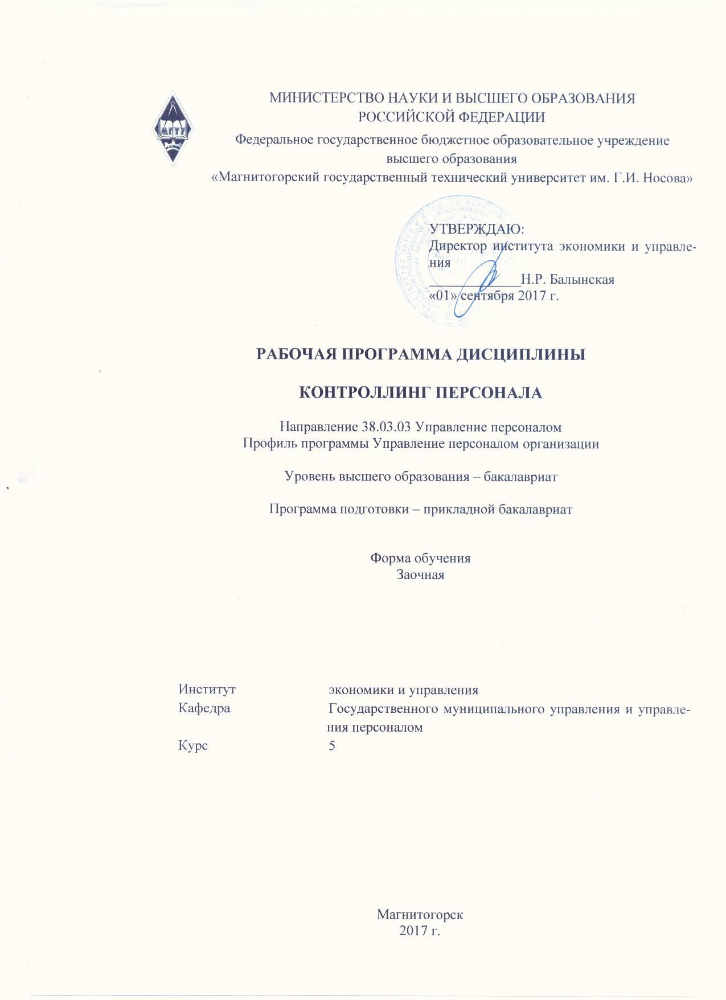 МГТУ
МИНИСТЕРСТВО НАУКИ И ВЫСШЕГО ОБРАЗОВАНИЯ
РОССИЙСКОЙ ФЕДЕРАЦИИ
Федеральное государственное бюджетное образовательное учреждение
высшего образования
«Магнитогорский государственный технический университет им. Г.И. Носова»
УТВЕРЖДАЮ:
Директор института экономики и управле-
ния
_____________Н.Р. Балынская
«01» сентября 2017 г.
РАБОЧАЯ ПРОГРАММА ДИСЦИПЛИНЫ
КОНТРОЛЛИНГ ПЕРСОНАЛА
Направление 38.03.03 Управление персоналом
Профиль программы Управление персоналом организации
Уровень высшего образования – бакалавриат
Программа подготовки – прикладной бакалавриат
Форма обучения
Заочная
Институт экономики и управления
Кафедра Государственного муниципального управления и управле-
ния персоналом
Курс 5
Магнитогорск
2017 г.